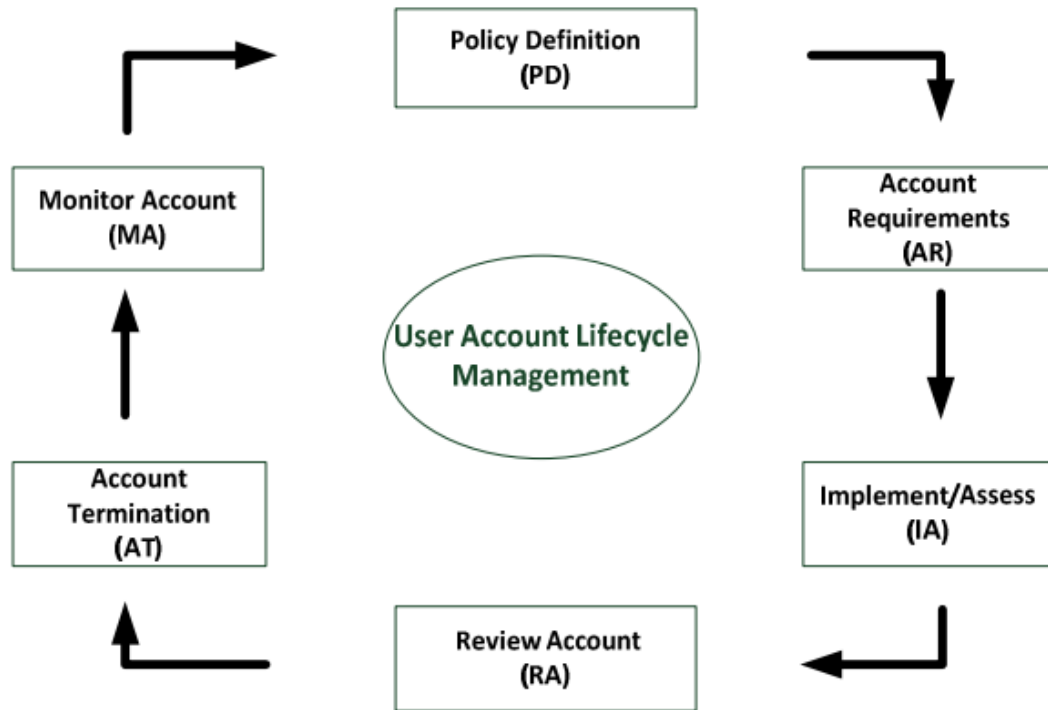 Policy Definition
(PD)
Account
Requirements
(AR)
Implement/Assess
(IA)
Review Account
(RA)
Account
Termination
(AT)
Monitor Account
(MA)
User Account Lifecycle
Management